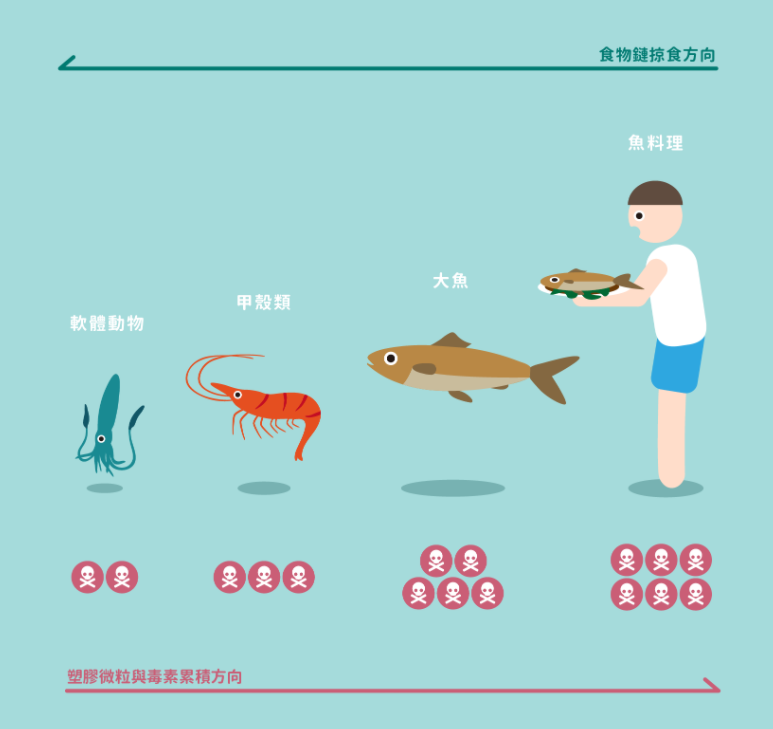 食物鏈掠食方向
魚料理
大魚
甲殼類
軟體動物
塑膠微粒與毒素累積方向